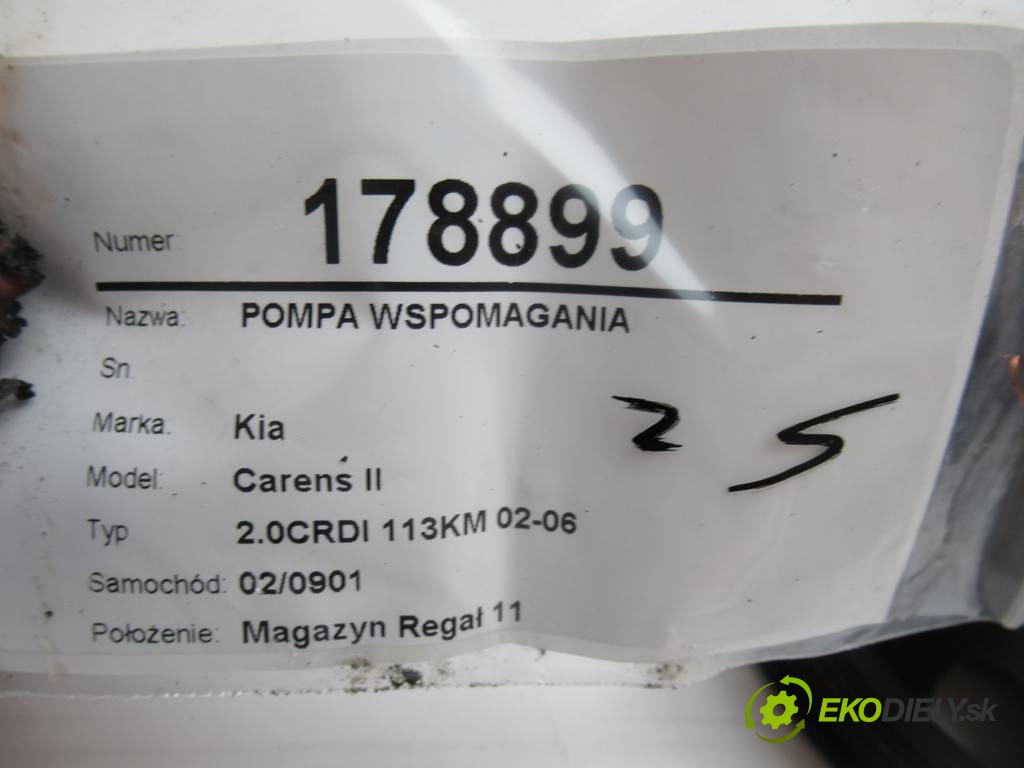 Numer: 178899
Nazwa: POMPA WSPOMAGANIA
Sn
Marka: Kia
Model: Carens II
Typ 2.0CRDI 113KM 02-06
Samochód: 02/0901
Położenie: Magazyn Regał 11
25
EKODIELY.sk